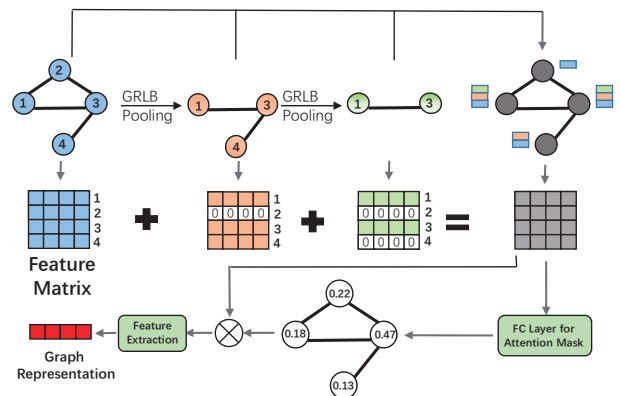 2
1
3
4
GRLB
Pooling
1
3
4
GRLB
Pooling
1
3
1
2
3
4
0 0 0 0
1
2
3
4
0 0 0 0
0 0 0 0
1
2
3
4
Feature
Matrix
Graph
Representation
Feature
Extraction
0.22
0.18
0.47
0.13
FC Layer for
Attention Mask